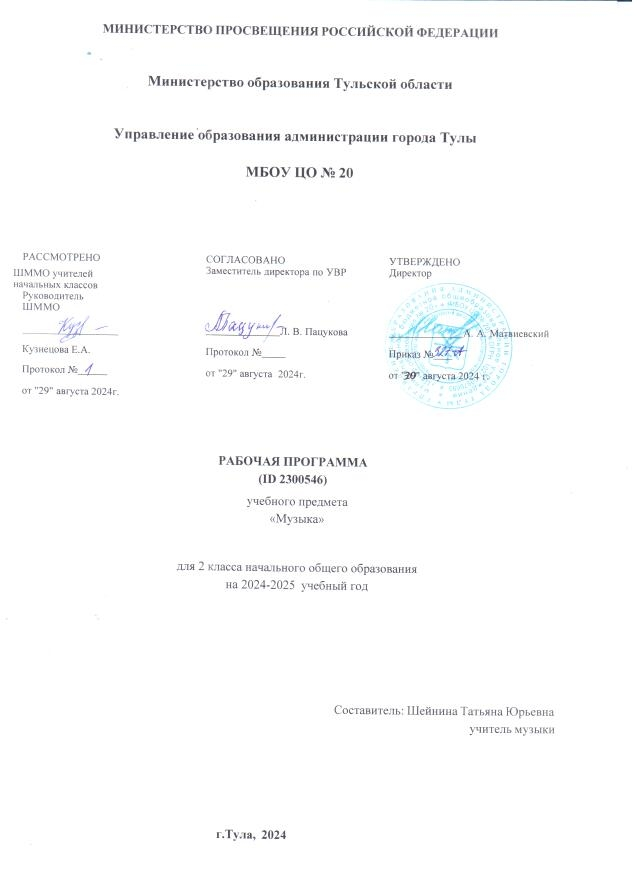 МИНИСТЕРСТВО ПРОСВЕЩЕНИЯ РОССИЙСКОЙ ФЕДЕРАЦИИ
Министерство образования Тульской области
Управление образования администрации города Тулы
МБОУ ЦО № 20
РАССМОТРЕНО
ШММО учителей
начальных классов
Руководитель
ШММО
Кузнецова Е.А.
Протокол №__1__
от "29" августа 2024г.
СОГЛАСОВАНО
Заместитель директора по УВР
Л. В. Пацукова
Протокол №____
от "29" августа 2024г.
УТВЕРЖДЕНО
Директор
А. А. Матвиевский
Приказ №
от "29" августа 2024 г.
РАБОЧАЯ ПРОГРАММА
(ID 2300546)
учебного предмета
«Музыка»
для 2 класса начального общего образования
на 2024-2025 учебный год
Составитель: Шейнина Татьяна Юрьевна
учитель музыки
г.Тула, 2024